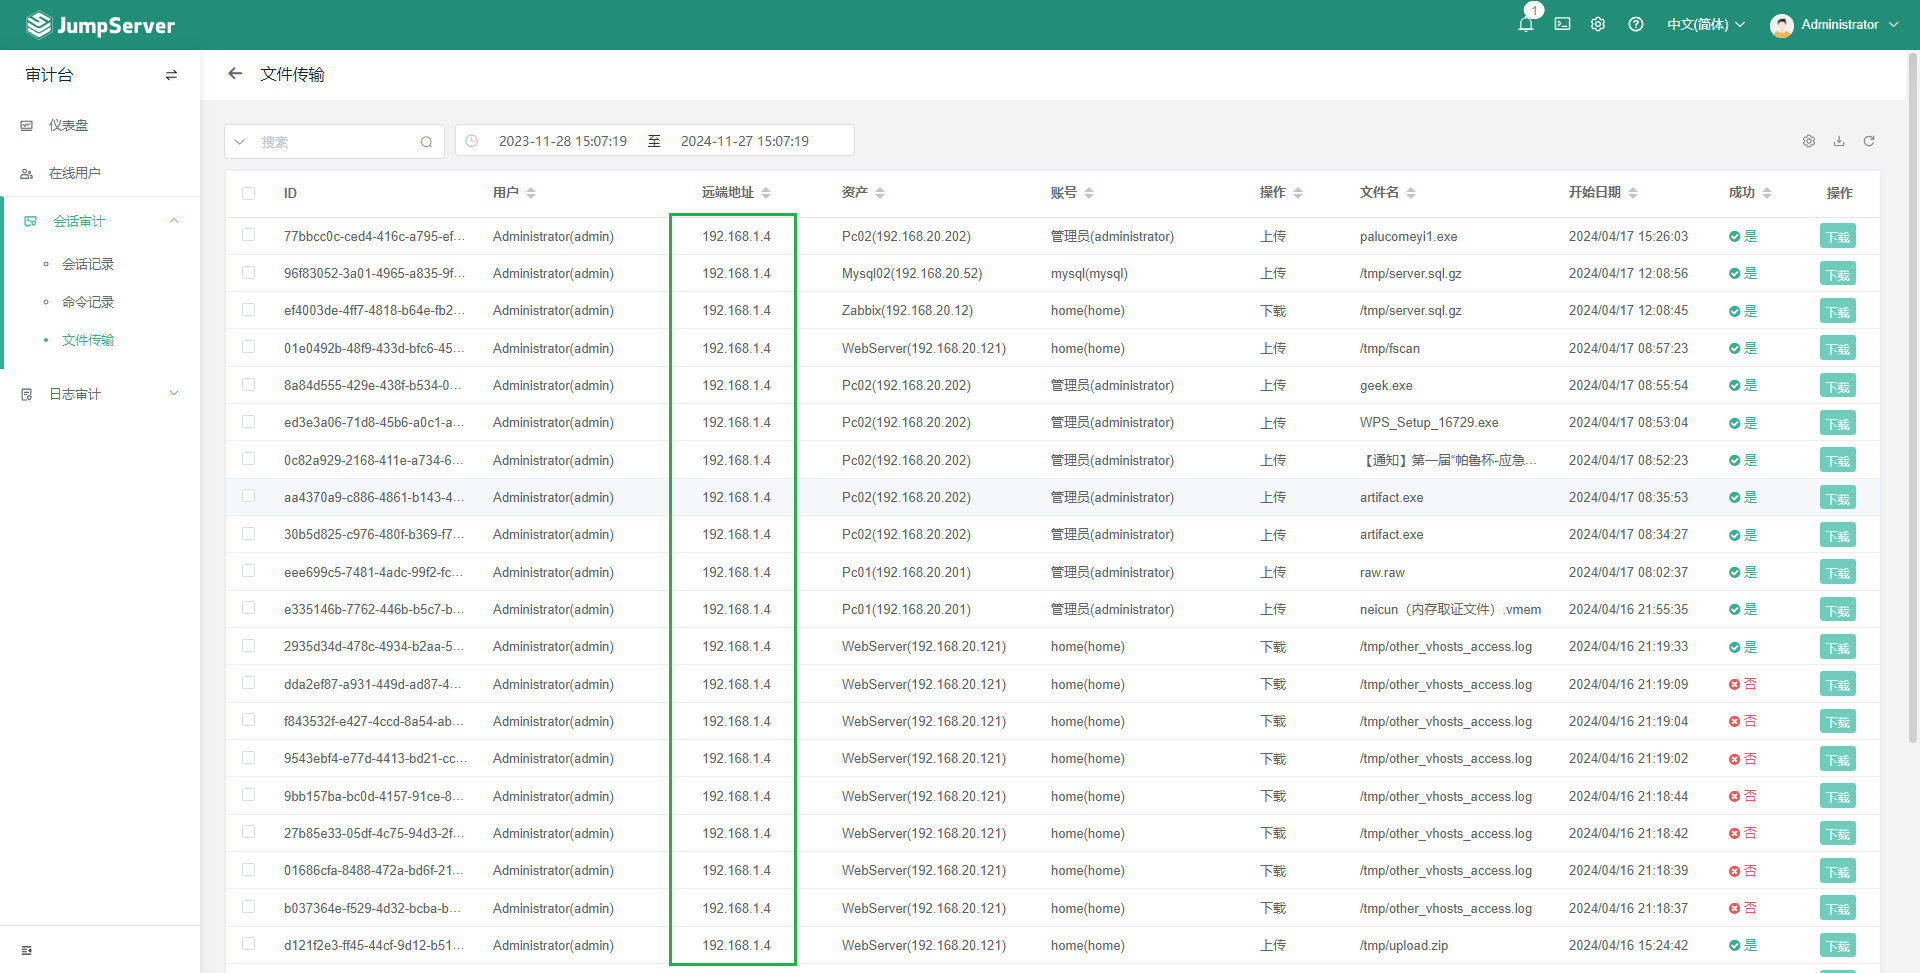 JumpServer
1
中文(简体)
Administrator
审计台
文件传输
仪表盘
在线用户
会话审计
会话记录
命令记录
文件传输
日志审计
搜索
2023-11-28 15:07:19 至 2024-11-27 15:07:19
ID 用户 远端地址 资产 账号 操作 文件名 开始日期 成功 操作
77bbcc0c-ced4-416c-a795-ef... Administrator(admin) 192.168.1.4 Pc02(192.168.20.202) 管理员(administrator) 上传 palucomeyi1.exe 2024/04/17 15:26:03 是 下载
96f83052-3a01-4965-a835-9f... Administrator(admin) 192.168.1.4 Mysql02(192.168.20.52) mysql(mysql) 上传 /tmp/server.sql.gz 2024/04/17 12:08:56 是 下载
ef4003de-4ff7-4818-b64e-fb2... Administrator(admin) 192.168.1.4 Zabbix(192.168.20.12) home(home) 下载 /tmp/server.sql.gz 2024/04/17 12:08:45 是 下载
01e0492b-48f9-433d-bfc6-45... Administrator(admin) 192.168.1.4 WebServer(192.168.20.121) home(home) 上传 /tmp/fscan 2024/04/17 08:57:23 是 下载
8a84d555-429e-438f-b534-0... Administrator(admin) 192.168.1.4 Pc02(192.168.20.202) 管理员(administrator) 上传 geek.exe 2024/04/17 08:55:54 是 下载
ed3e3a06-71d8-45b6-a0c1-a... Administrator(admin) 192.168.1.4 Pc02(192.168.20.202) 管理员(administrator) 上传 WPS_Setup_16729.exe 2024/04/17 08:53:04 是 下载
0c82a929-2168-411e-a734-6... Administrator(admin) 192.168.1.4 Pc02(192.168.20.202) 管理员(administrator) 上传 【通知】第一届“帕鲁杯-应急... 2024/04/17 08:52:23 是 下载
aa4370a9-c886-4861-b143-4... Administrator(admin) 192.168.1.4 Pc02(192.168.20.202) 管理员(administrator) 上传 artifact.exe 2024/04/17 08:35:53 是 下载
30b5d825-c976-480f-b369-f7... Administrator(admin) 192.168.1.4 Pc02(192.168.20.202) 管理员(administrator) 上传 artifact.exe 2024/04/17 08:34:27 是 下载
eee699c5-7481-4adc-99f2-fc... Administrator(admin) 192.168.1.4 Pc01(192.168.20.201) 管理员(administrator) 上传 raw.raw 2024/04/17 08:02:37 是 下载
e335146b-7762-446b-b5c7-b... Administrator(admin) 192.168.1.4 Pc01(192.168.20.201) 管理员(administrator) 上传 neicun（内存取证文件）.vmem 2024/04/16 21:55:35 是 下载
2935d34d-478c-4934-b2aa-5... Administrator(admin) 192.168.1.4 WebServer(192.168.20.121) home(home) 下载 /tmp/other_vhosts_access.log 2024/04/16 21:19:33 是 下载
dda2ef87-a931-449d-ad87-4... Administrator(admin) 192.168.1.4 WebServer(192.168.20.121) home(home) 下载 /tmp/other_vhosts_access.log 2024/04/16 21:19:09 否 下载
f843532f-e427-4ccd-8a54-ab... Administrator(admin) 192.168.1.4 WebServer(192.168.20.121) home(home) 下载 /tmp/other_vhosts_access.log 2024/04/16 21:19:04 否 下载
9543ebf4-e77d-4413-bd21-cc... Administrator(admin) 192.168.1.4 WebServer(192.168.20.121) home(home) 下载 /tmp/other_vhosts_access.log 2024/04/16 21:19:02 否 下载
9bb157ba-bc0d-4157-91ce-8... Administrator(admin) 192.168.1.4 WebServer(192.168.20.121) home(home) 下载 /tmp/other_vhosts_access.log 2024/04/16 21:18:44 否 下载
27b85e33-05df-4c75-94d3-2f... Administrator(admin) 192.168.1.4 WebServer(192.168.20.121) home(home) 下载 /tmp/other_vhosts_access.log 2024/04/16 21:18:42 否 下载
01686cfa-8488-472a-bd6f-21... Administrator(admin) 192.168.1.4 WebServer(192.168.20.121) home(home) 下载 /tmp/other_vhosts_access.log 2024/04/16 21:18:39 否 下载
b037364e-f529-4d32-bcba-b... Administrator(admin) 192.168.1.4 WebServer(192.168.20.121) home(home) 下载 /tmp/other_vhosts_access.log 2024/04/16 21:18:37 否 下载
d121f2e3-ff45-44cf-9d12-b51... Administrator(admin) 192.168.1.4 WebServer(192.168.20.121) home(home) 上传 /tmp/upload.zip 2024/04/16 15:24:42 是 下载